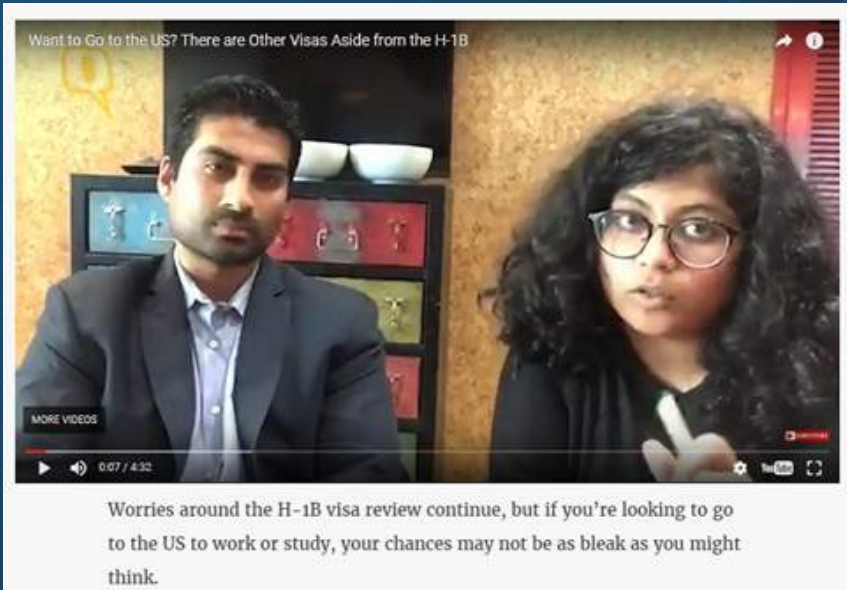 Want to Go to the US? There are Other Visas Aside from the H-1B
MORE VIDEOS
SUBSCRIBE
0:07 / 4:32
YouTube
Worries around the H-1B visa review continue, but if you’re looking to go
to the US to work or study, your chances may not be as bleak as you might
think.